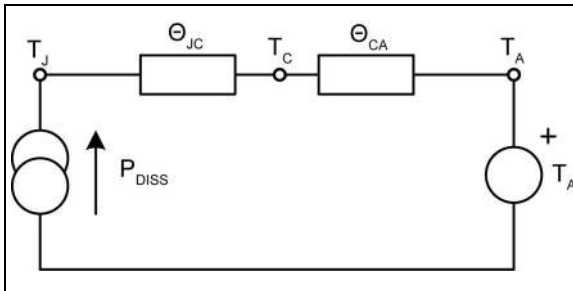 Θ_JC
Θ_CA
T_J
T_C
T_A
P_DISS
+
T_A